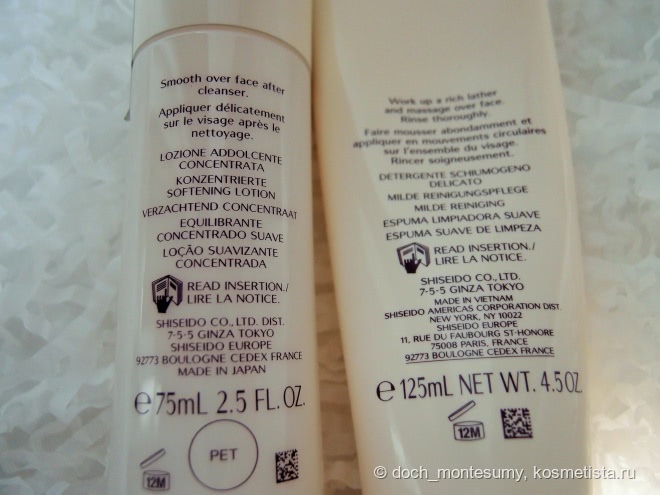 Smooth over face after
cleanser.
Appliquer délicatement
sur le visage après le
nettoyage.
LOZIONE ADDOLCENTE
CONCENTRATA
KONZENTRIERTE
SOFTENING LOTION
VERZACHTEND CONCENTRAAT
EQUILIBRANTE
CONCENTRADO SUAVE
LOÇÃO SUAVIZANTE
CONCENTRADA
READ INSERTION./
LIRE LA NOTICE.
SHISEIDO CO., LTD. DIST.
7-5-5 GINZA TOKYO
SHISEIDO EUROPE
92773 BOULOGNE CEDEX FRANCE
MADE IN JAPAN
e 75mL 2.5 FL. OZ.
PET
12M
Work up a rich lather
and massage over face.
Rinse thoroughly.
Faire mousser abondamment et
appliquer en mouvements circulaires
sur l'ensemble du visage.
Rincer soigneusement.
DETERGENTE SCHIUMOGENO
DELICATO
MILDE REINIGUNGSPFLEGE
MILDE REINIGING
ESPUMA LIMPIADORA SUAVE
ESPUMA SUAVE DE LIMPEZA
READ INSERTION./
LIRE LA NOTICE.
SHISEIDO CO., LTD.
7-5-5 GINZA TOKYO
MADE IN VIETNAM
SHISEIDO AMERICAS CORPORATION DIST.
NEW YORK, NY 10022
SHISEIDO EUROPE
11, RUE DU FAUBOURG ST-HONORE
75008 PARIS, FRANCE
92773 BOULOGNE CEDEX FRANCE
e 125mL NET WT. 4.5 OZ.
12M
© doch_montesumy, kosmetista.ru